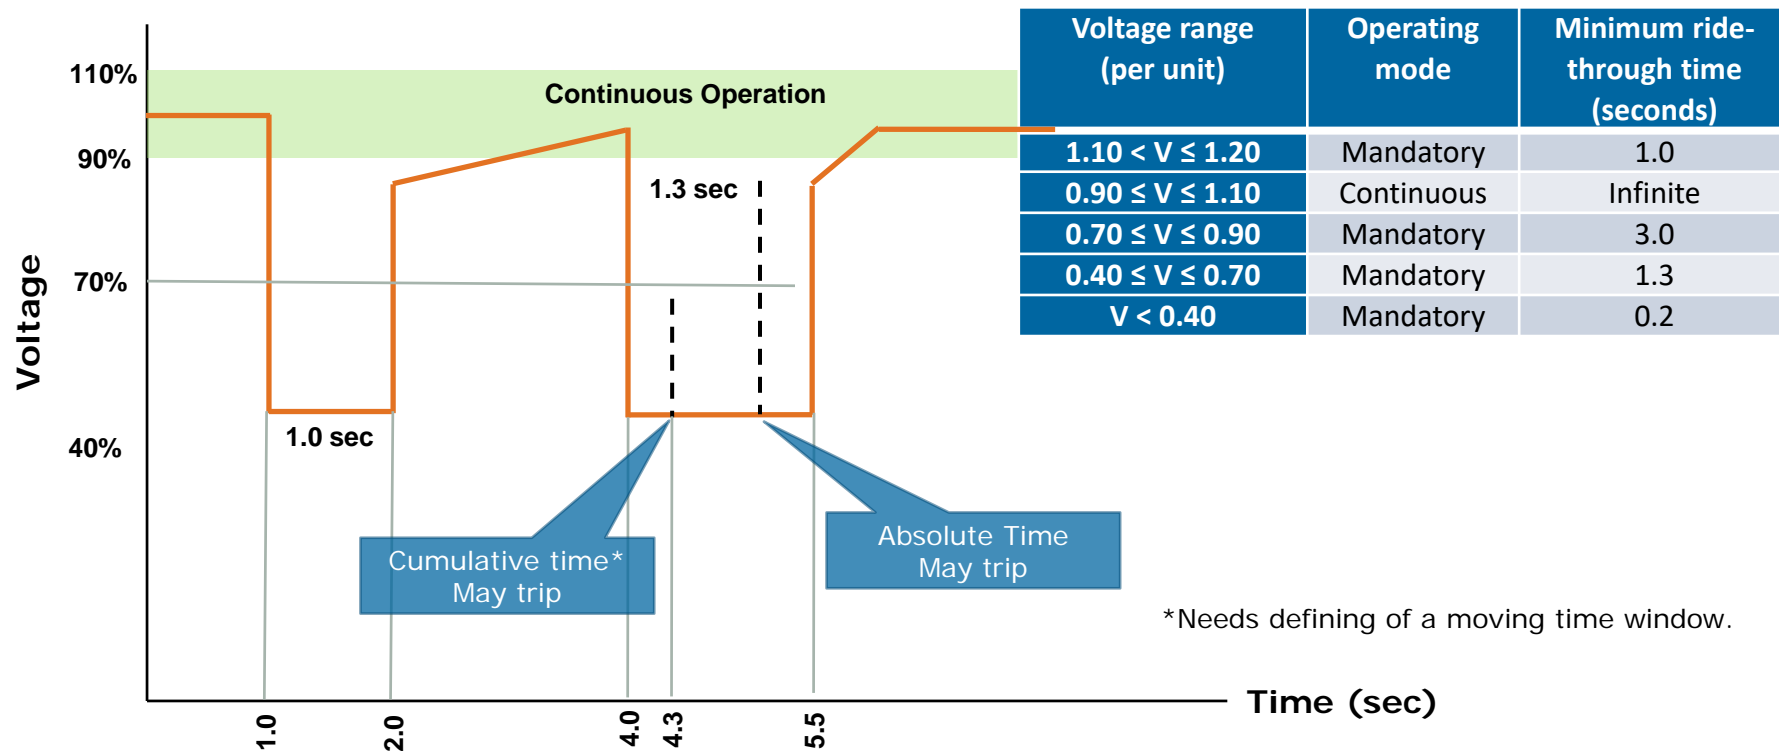 110%
90%
70%
40%
Voltage
Continuous Operation
1.3 sec
1.0 sec
Cumulative time*
May trip
Absolute Time
May trip
*Needs defining of a moving time window.
1.0
2.0
4.0
4.3
5.5
Time (sec)
Voltage range
(per unit)
Operating
mode
Minimum ride-
through time
(seconds)
1.10 < V ≤ 1.20 Mandatory 1.0
0.90 ≤ V ≤ 1.10 Continuous Infinite
0.70 ≤ V ≤ 0.90 Mandatory 3.0
0.40 ≤ V ≤ 0.70 Mandatory 1.3
V < 0.40 Mandatory 0.2